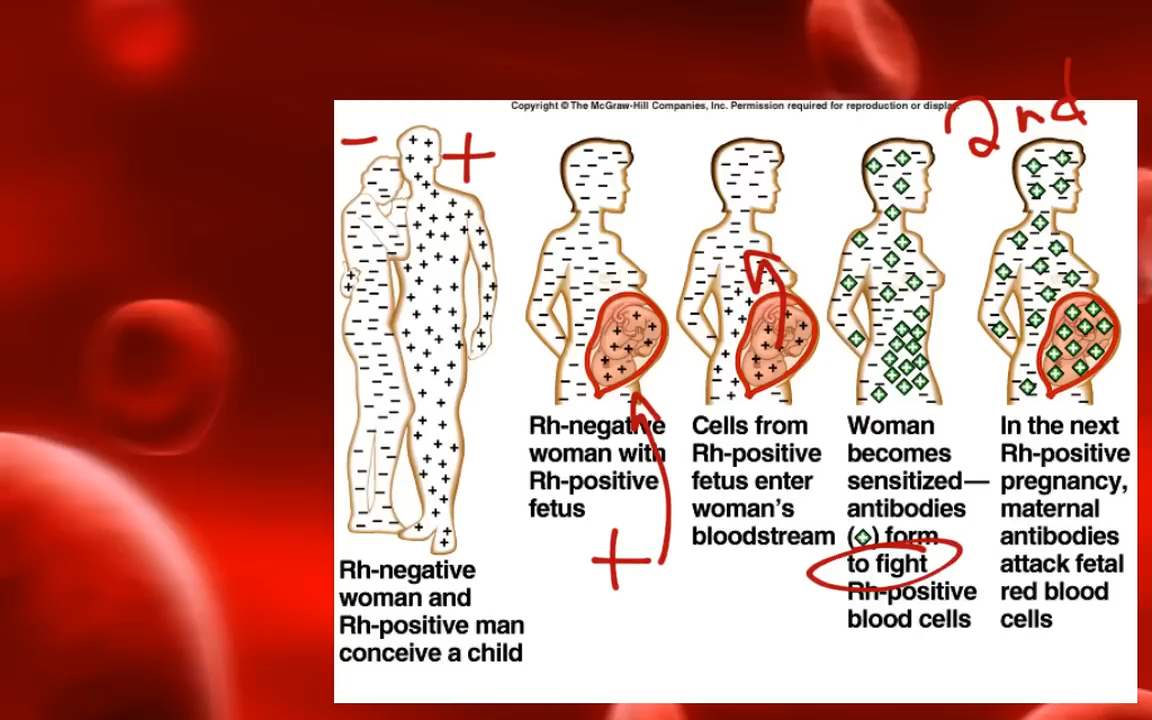 Copyright © The McGraw-Hill Companies, Inc. Permission required for reproduction or display.
2nd
−
+
Rh-negative
woman and
Rh-positive man
conceive a child
Rh-negative
woman with
Rh-positive
fetus
+
Cells from
Rh-positive
fetus enter
woman's
bloodstream
Woman
becomes
sensitized—
antibodies
(+) form
to fight
Rh-positive
blood cells
In the next
Rh-positive
pregnancy,
maternal
antibodies
attack fetal
red blood
cells